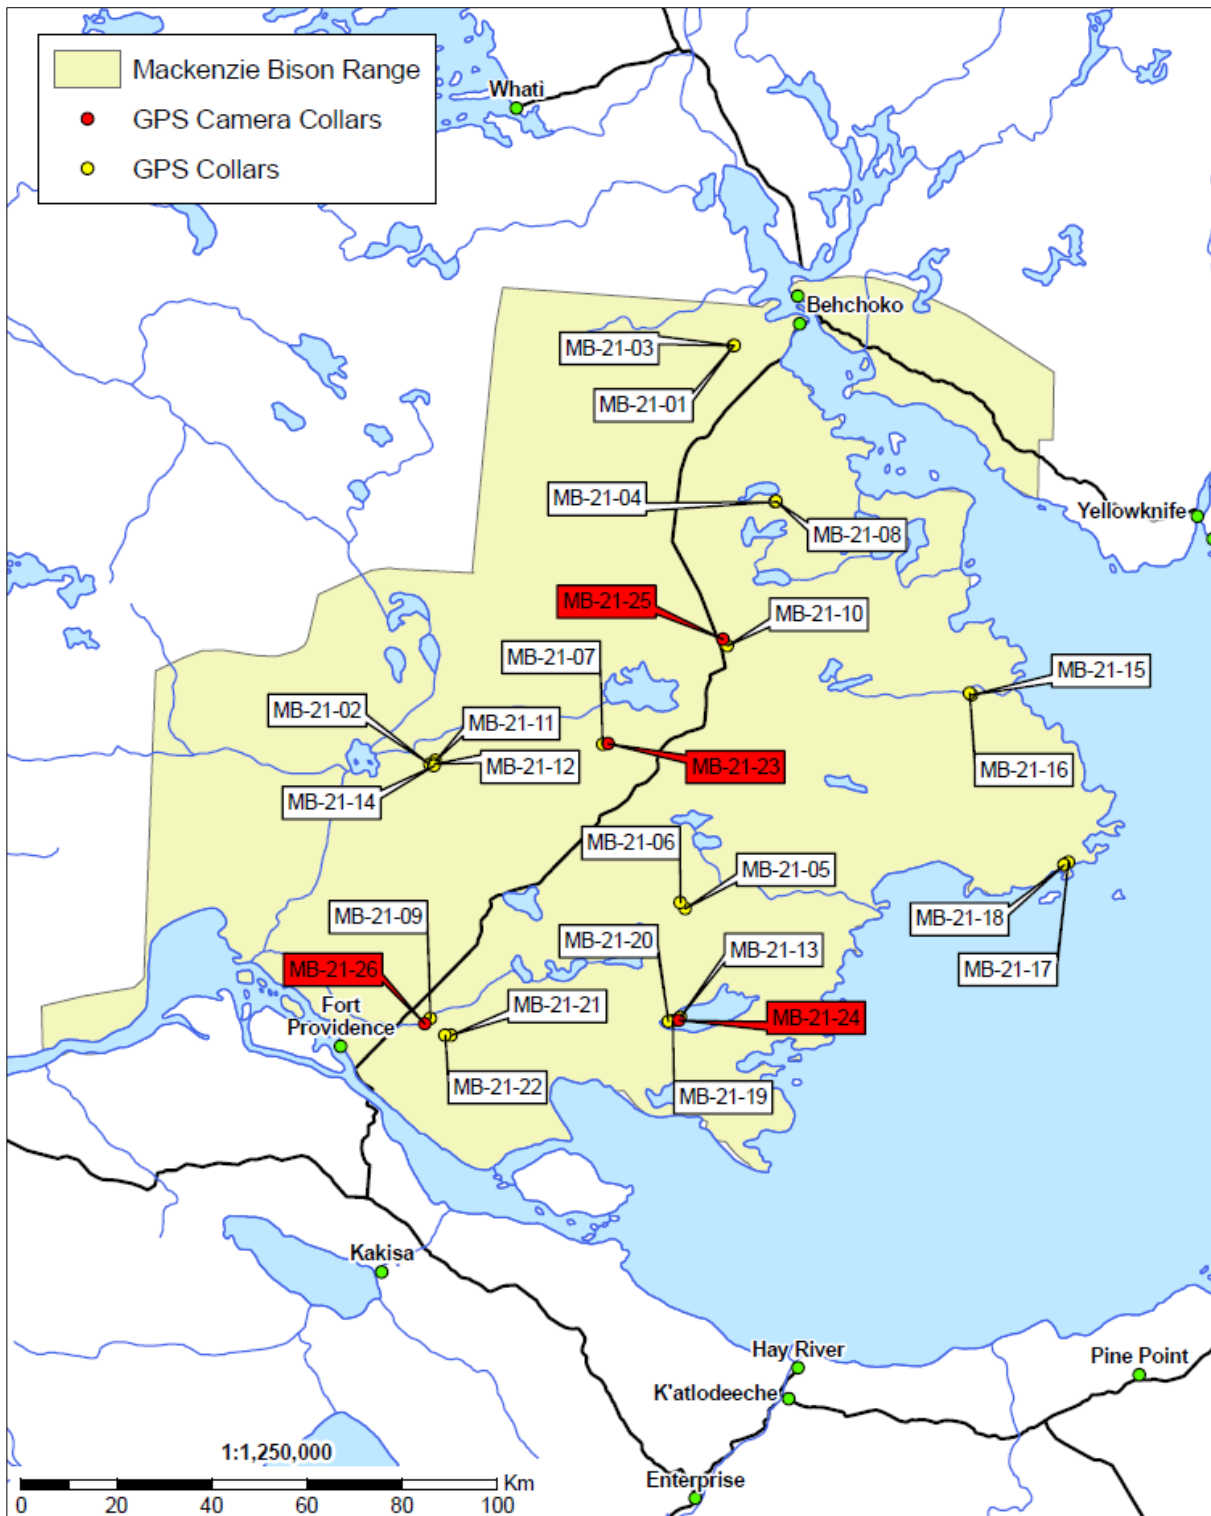 Mackenzie Bison Range
GPS Camera Collars
GPS Collars
Whati
Behchoko
MB-21-03
MB-21-01
MB-21-04
MB-21-08
Yellowknife
MB-21-25
MB-21-10
MB-21-07
MB-21-15
MB-21-02
MB-21-11
MB-21-12
MB-21-23
MB-21-16
MB-21-14
MB-21-06
MB-21-05
MB-21-09
MB-21-18
MB-21-20
MB-21-13
MB-21-26
MB-21-17
Fort
Providence
MB-21-21
MB-21-24
MB-21-22
MB-21-19
Kakisa
Hay River
Pine Point
K'atlodeeche
1:1,250,000
Enterprise
Km
0 20 40 60 80 100